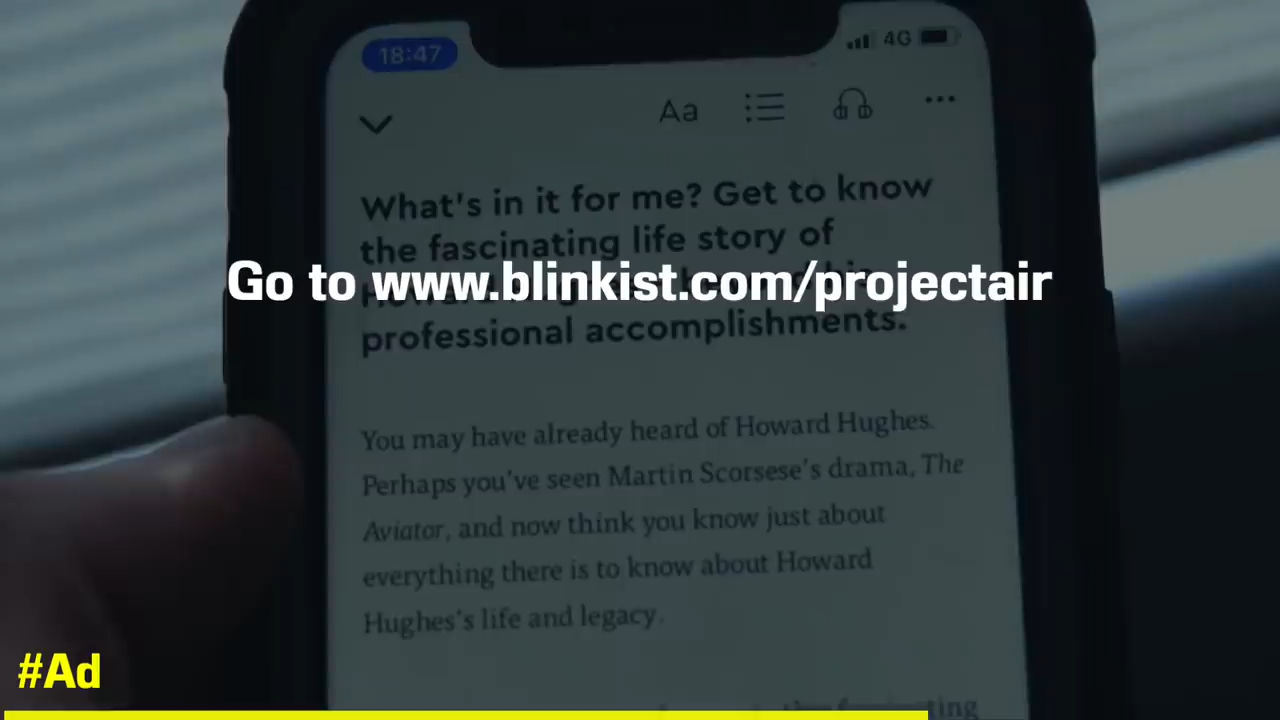 18:47
4G
Aa
What's in it for me? Get to know
the fascinating life story of
Go to www.blinkist.com/projectair
professional accomplishments.
You may have already heard of Howard Hughes.
Perhaps you've seen Martin Scorsese's drama, The
Aviator, and now think you know just about
everything there is to know about Howard
Hughes's life and legacy.
#Ad